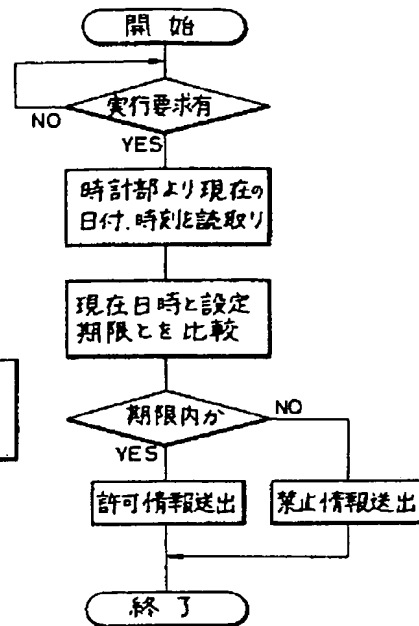 開始
実行要求有
NO
YES
時計部より現在の
日付、時刻を読取り
現在日時と設定
期限とを比較
期限内か
NO
YES
許可情報送出
禁止情報送出
終了